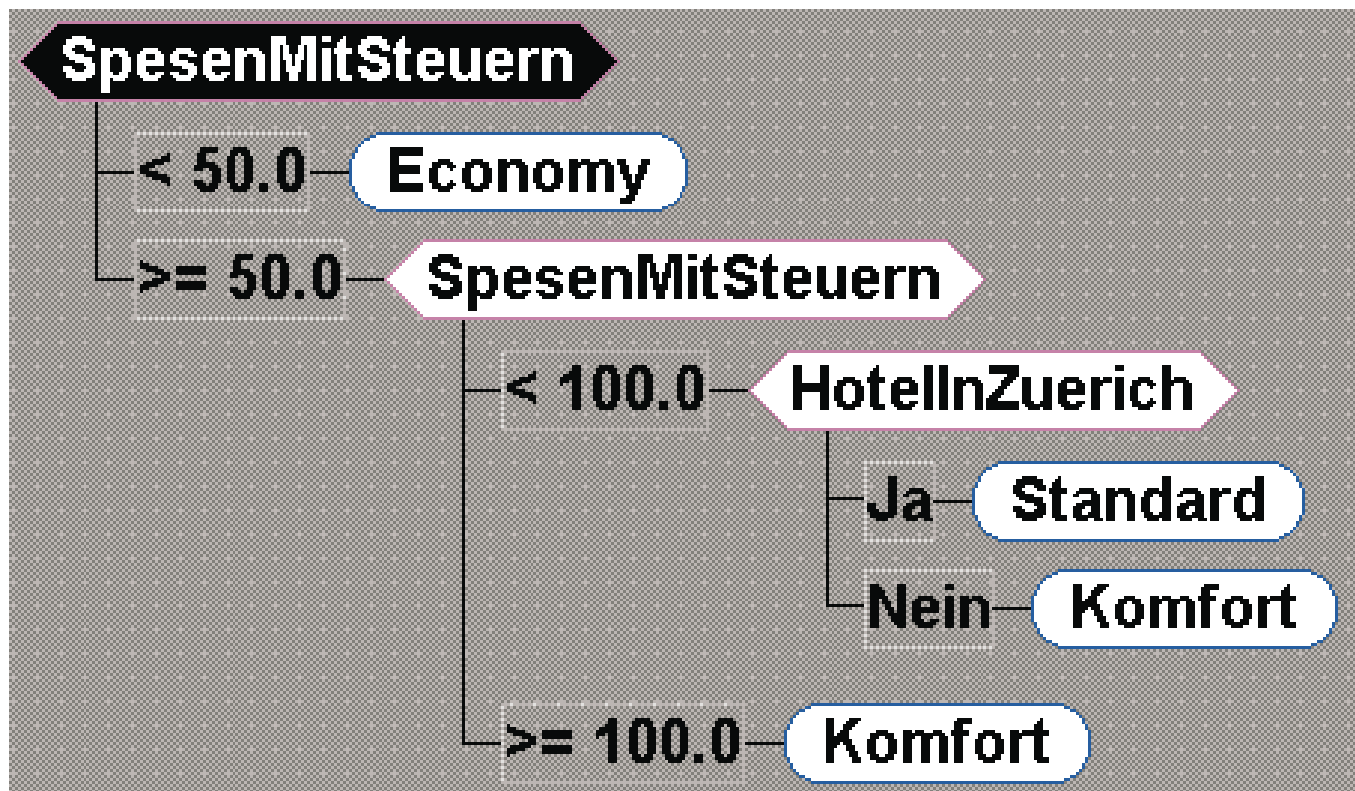 SpesenMitSteuern
< 50.0 Economy
>= 50.0 SpesenMitSteuern
< 100.0 HotelInZuerich
Ja Standard
Nein Komfort
>= 100.0 Komfort